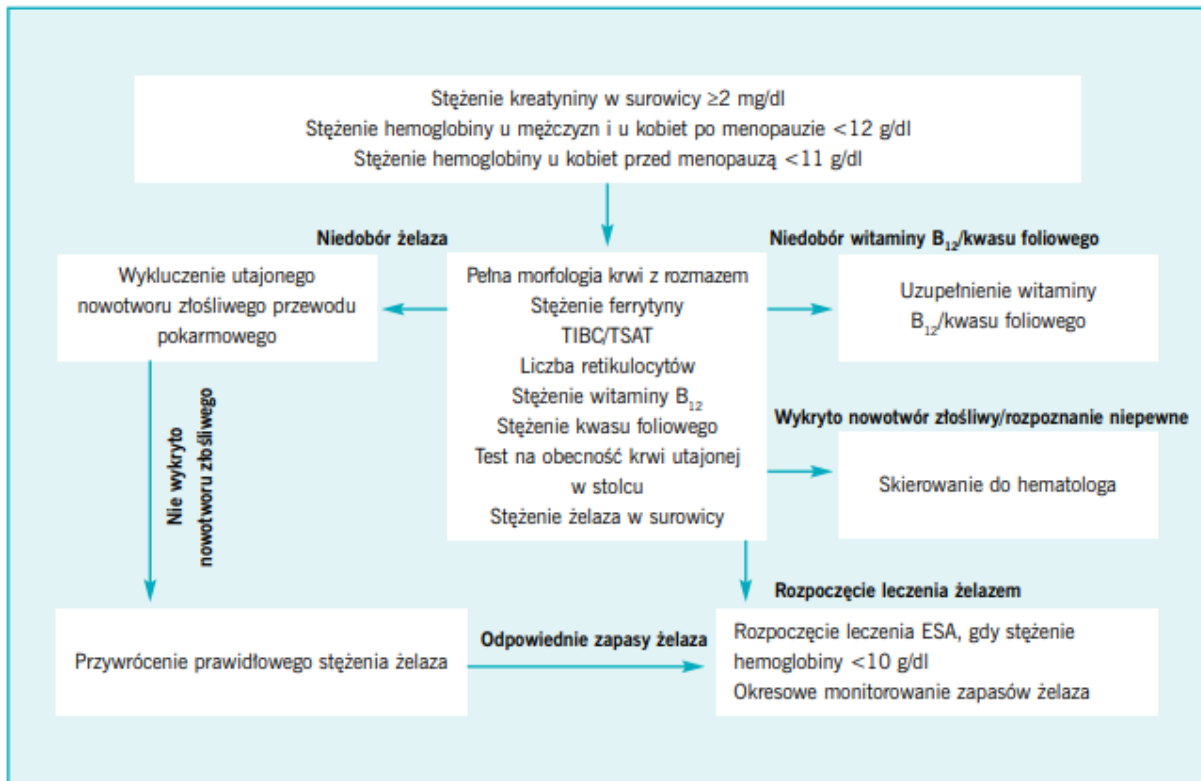 Stężenie kreatyniny w surowicy ≥2 mg/dl
Stężenie hemoglobiny u mężczyzn i u kobiet po menopauzie <12 g/dl
Stężenie hemoglobiny u kobiet przed menopauzą <11 g/dl
Niedobór żelaza
Wykluczenie utajonego
nowotworu złośliwego przewodu
pokarmowego
Pełna morfologia krwi z rozmazem
Stężenie ferrytyny
TIBC/TSAT
Liczba retikulocytów
Stężenie witaminy B₁₂
Stężenie kwasu foliowego
Test na obecność krwi utajonej
w stolcu
Stężenie żelaza w surowicy
Niedobór witaminy B₁₂/kwasu foliowego
Uzupełnienie witaminy
B₁₂/kwasu foliowego
Wykryto nowotwór złośliwy/rozpoznanie niepewne
Skierowanie do hematologa
Nie wykryto
nowotworu złośliwego
Przywrócenie prawidłowego stężenia żelaza
Odpowiednie zapasy żelaza
Rozpoczęcie leczenia żelazem
Rozpoczęcie leczenia ESA, gdy stężenie
hemoglobiny <10 g/dl
Okresowe monitorowanie zapasów żelaza